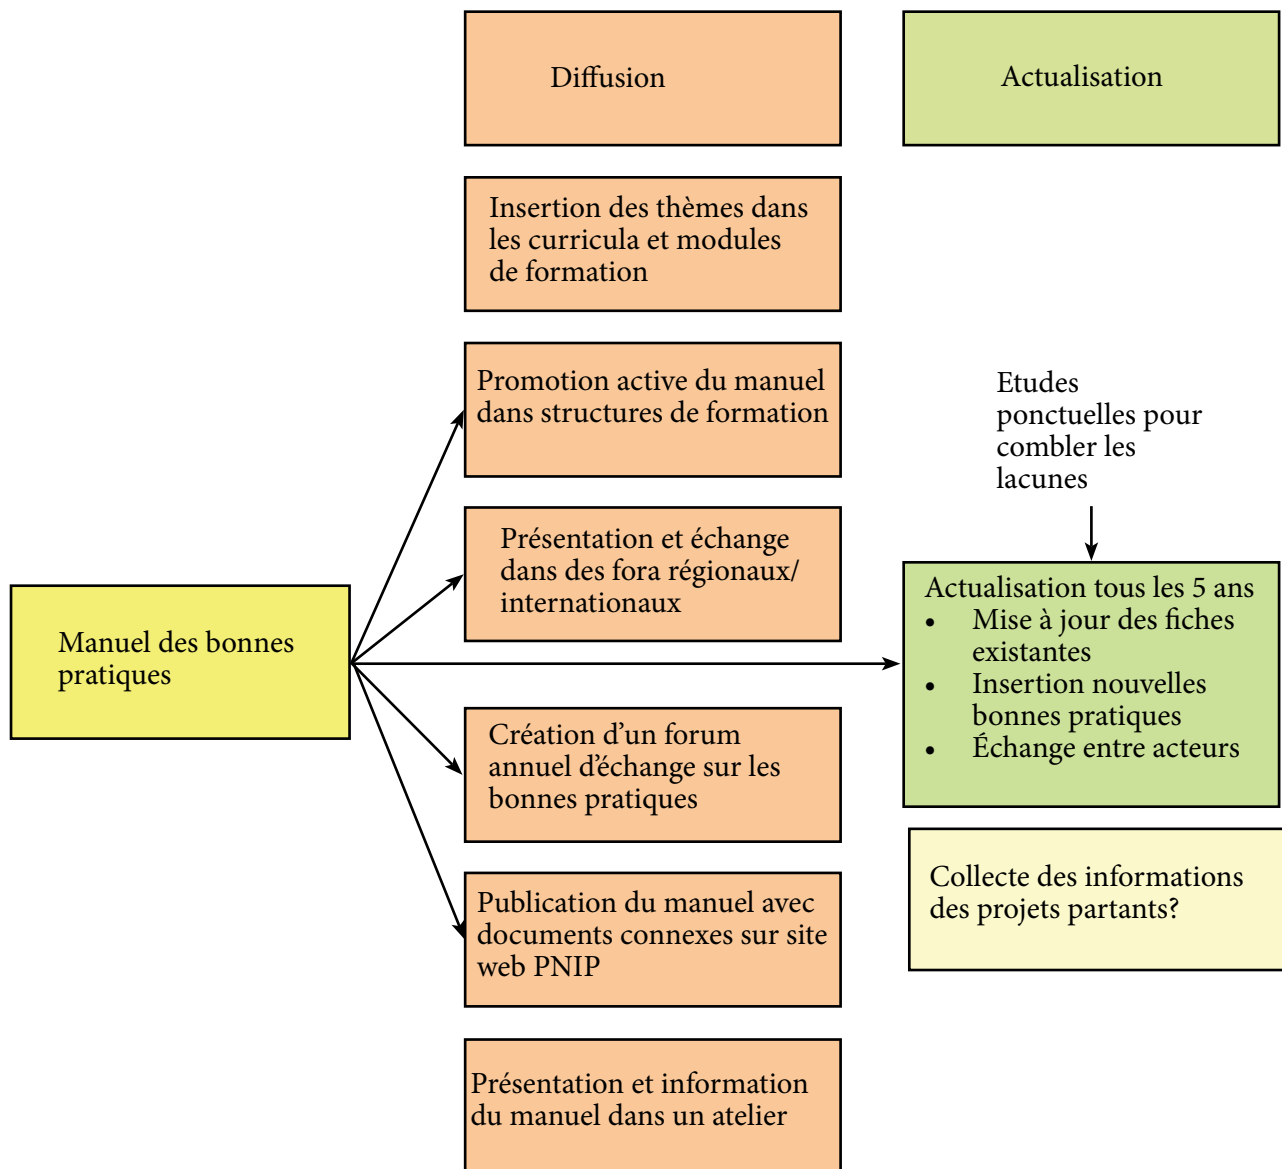 Diffusion
Actualisation
Insertion des thèmes dans
les curricula et modules
de formation
Promotion active du manuel
dans structures de formation
Etudes
ponctuelles pour
combler les
lacunes
Présentation et échange
dans des fora régionaux/
internationaux
Manuel des bonnes
pratiques
Actualisation tous les 5 ans
• Mise à jour des fiches
existantes
• Insertion nouvelles
bonnes pratiques
• Échange entre acteurs
Création d’un forum
annuel d’échange sur les
bonnes pratiques
Collecte des informations
des projets partants?
Publication du manuel avec
documents connexes sur site
web PNIP
Présentation et information
du manuel dans un atelier